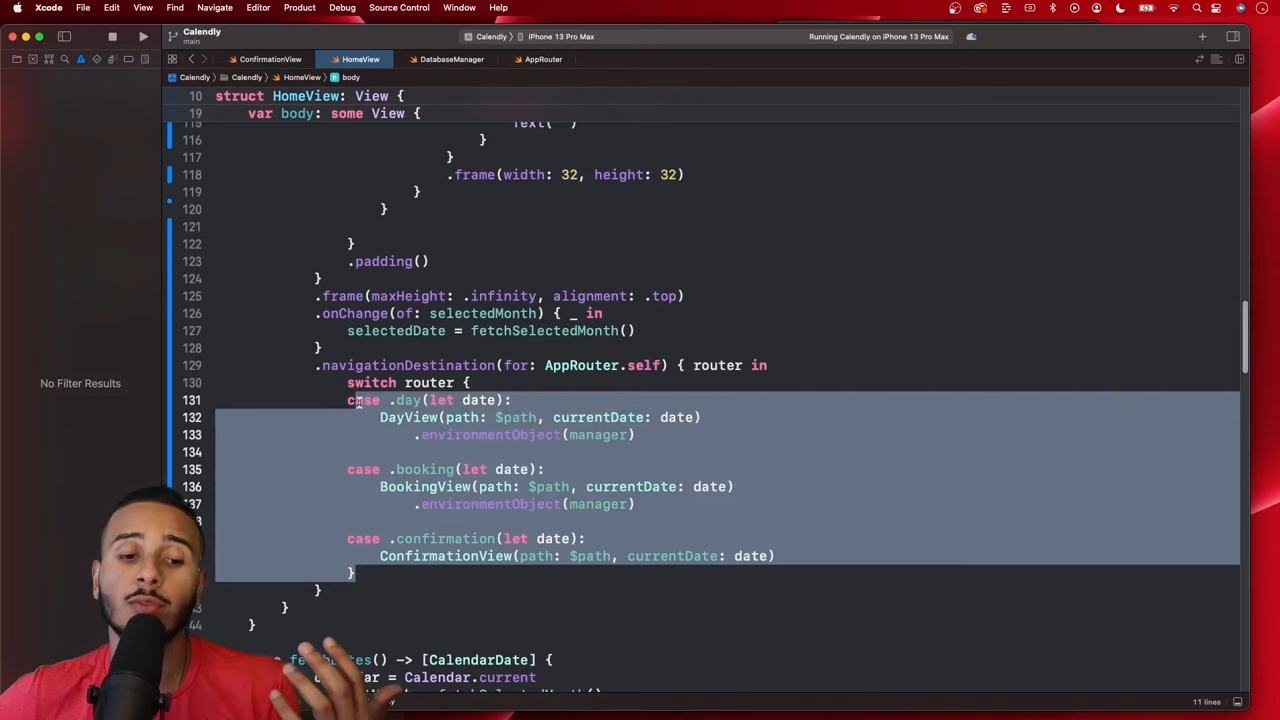 Xcode File Edit View Find Navigate Editor Product Debug Source Control Window Help
Calendly
main
Calendly iPhone 13 Pro Max
Running Calendly on iPhone 13 Pro Max
ConfirmationView HomeView DatabaseManager AppRouter
Calendly Calendly HomeView body
10 struct HomeView: View {
19 var body: some View {
115 Text(" ")
116 }
117 }
118 .frame(width: 32, height: 32)
119 }
120 }
121
122 }
123 .padding()
124 }
125 .frame(maxHeight: .infinity, alignment: .top)
126 .onChange(of: selectedMonth) { _ in
127 selectedDate = fetchSelectedMonth()
128 }
129 .navigationDestination(for: AppRouter.self) { router in
130 switch router {
131 case .day(let date):
132 DayView(path: $path, currentDate: date)
133 .environmentObject(manager)
134
135 case .booking(let date):
136 BookingView(path: $path, currentDate: date)
137 .environmentObject(manager)
case .confirmation(let date):
ConfirmationView(path: $path, currentDate: date)
}
}
}
44 }
() -> [CalendarDate] {
= Calendar.current
No Filter Results
11 lines